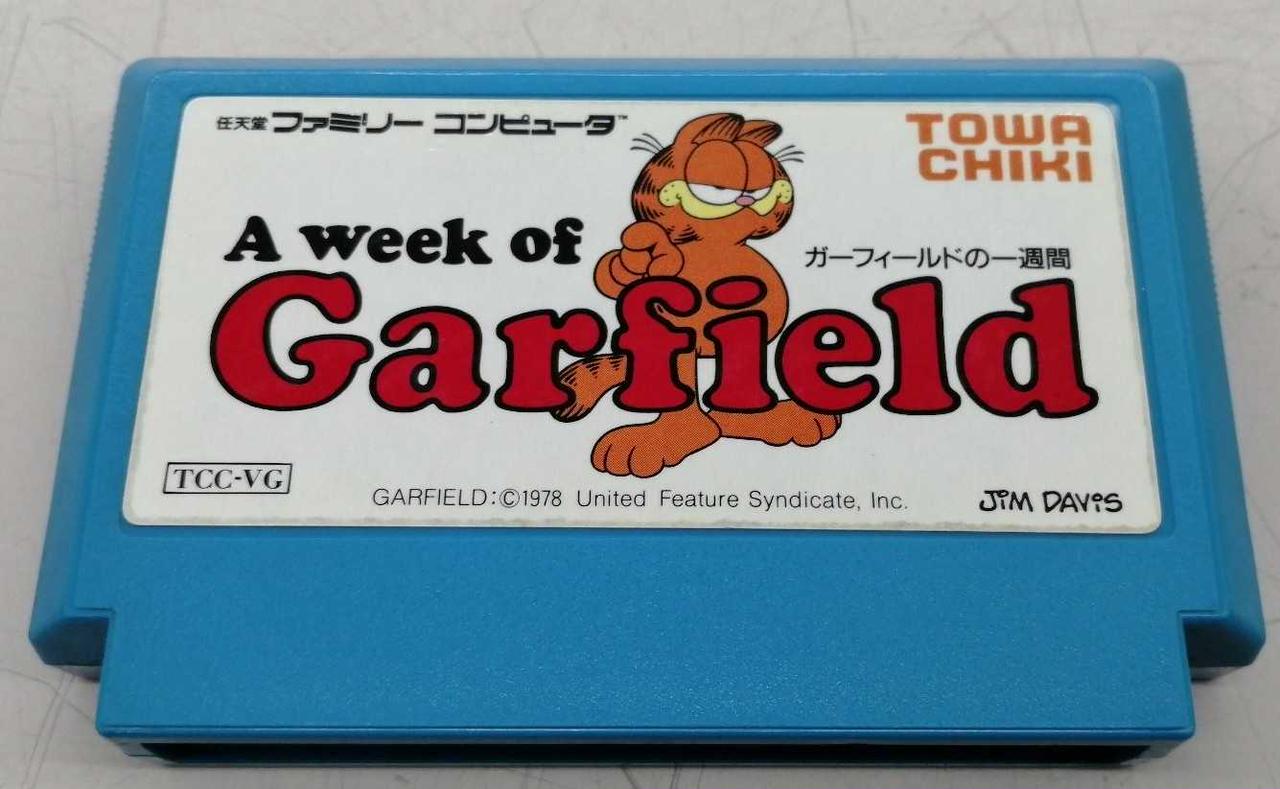 任天堂 ファミリー コンピュータ™
TOWA
CHIKI
A week of
ガーフィールドの一週間
Garfield
TCC-VG
GARFIELD:©1978 United Feature Syndicate, Inc.
JiM DAViS